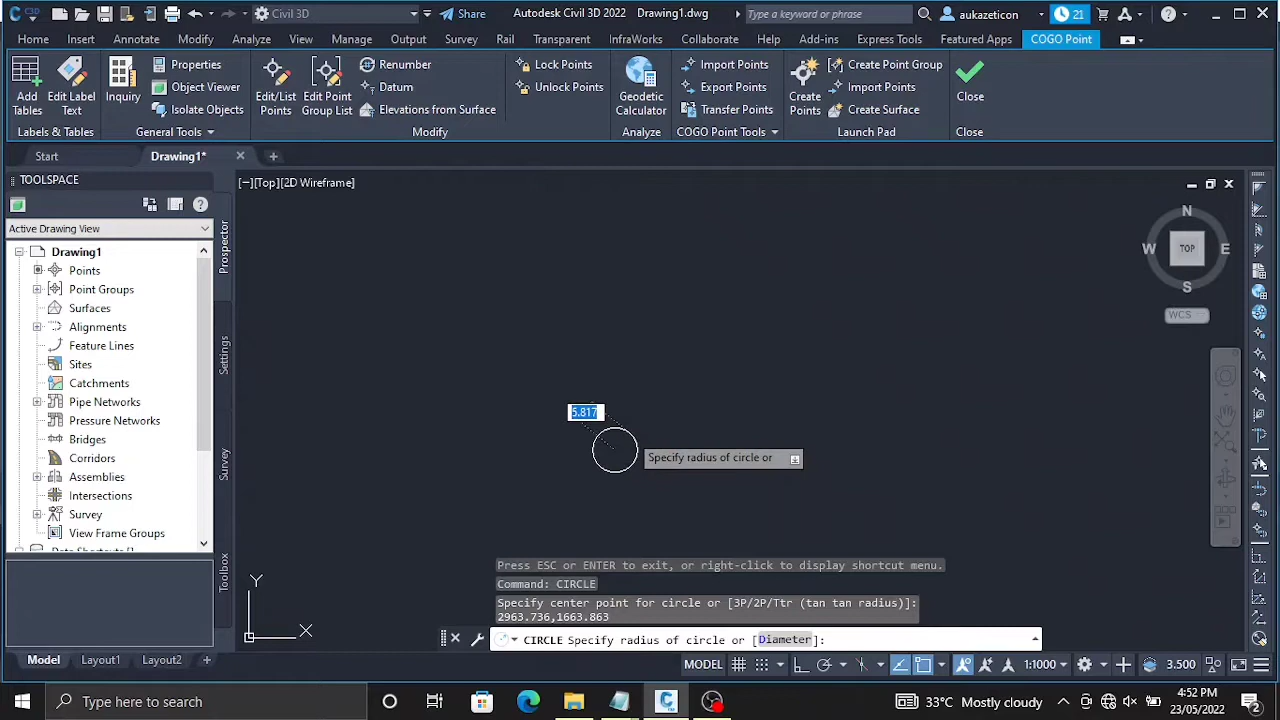 Civil 3D
Share
Autodesk Civil 3D 2022 Drawing1.dwg
Type a keyword or phrase
aukazeticon
21
Home Insert Annotate Modify Analyze View Manage Output Survey Rail Transparent InfraWorks Collaborate Help Add-ins Express Tools Featured Apps COGO Point
Add Tables
Edit Label Text
Labels & Tables
Inquiry
Properties
Object Viewer
Isolate Objects
General Tools
Edit/List Points
Edit Point Group List
Renumber
Datum
Elevations from Surface
Lock Points
Unlock Points
Modify
Geodetic Calculator
Analyze
Import Points
Export Points
Transfer Points
COGO Point Tools
Create Points
Create Point Group
Import Points
Create Surface
Launch Pad
Close
Close
Start
Drawing1*
TOOLSPACE
Active Drawing View
Drawing1
Points
Point Groups
Surfaces
Alignments
Feature Lines
Sites
Catchments
Pipe Networks
Pressure Networks
Bridges
Corridors
Assemblies
Intersections
Survey
View Frame Groups
Prospector
Settings
Survey
Toolbox
[−][Top][2D Wireframe]
N
W TOP E
S
WCS
5.817
Specify radius of circle or
Y
X
Press ESC or ENTER to exit, or right-click to display shortcut menu.
Command: CIRCLE
Specify center point for circle or [3P/2P/Ttr (tan tan radius)]:
2963.736,1663.863
CIRCLE Specify radius of circle or [Diameter]:
Model Layout1 Layout2
MODEL
1:1000
3.500
Type here to search
33°C Mostly cloudy
4:52 PM
23/05/2022
2